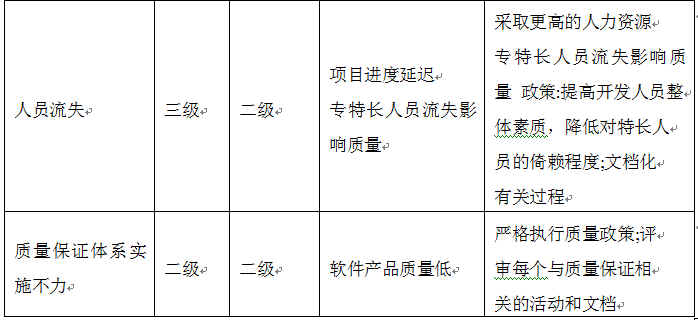 人员流失
三级
二级
项目进度延迟
专特长人员流失影
响质量
采取更高的人力资源
专特长人员流失影响质
量 政策;提高开发人员整
体素质，降低对特长人
员的倚赖程度;文档化
有关过程
质量保证体系实
施不力
二级
二级
软件产品质量低
严格执行质量政策;评
审每个与质量保证相
关的活动和文档